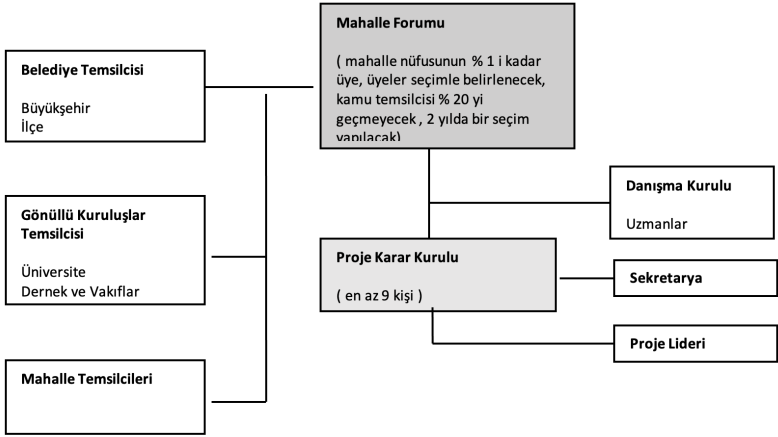 Mahalle Forumu
( mahalle nüfusunun % 1 i kadar
üye, üyeler seçimle belirlenecek,
kamu temsilcisi % 20 yi
geçmeyecek , 2 yılda bir seçim
yapılacak)
Belediye Temsilcisi
Büyükşehir
İlçe
Gönüllü Kuruluşlar
Temsilcisi
Üniversite
Dernek ve Vakıflar
Mahalle Temsilcileri
Danışma Kurulu
Uzmanlar
Proje Karar Kurulu
( en az 9 kişi )
Sekretarya
Proje Lideri